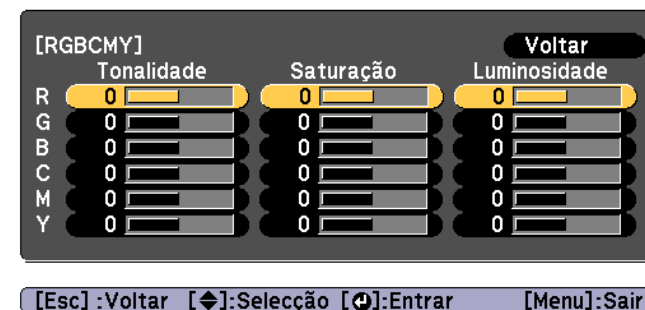 [RGBCMY] Voltar
Tonalidade Saturação Luminosidade
R 0 0 0
G 0 0 0
B 0 0 0
C 0 0 0
M 0 0 0
Y 0 0 0
[Esc] :Voltar []:Selecção []:Entrar [Menu]:Sair